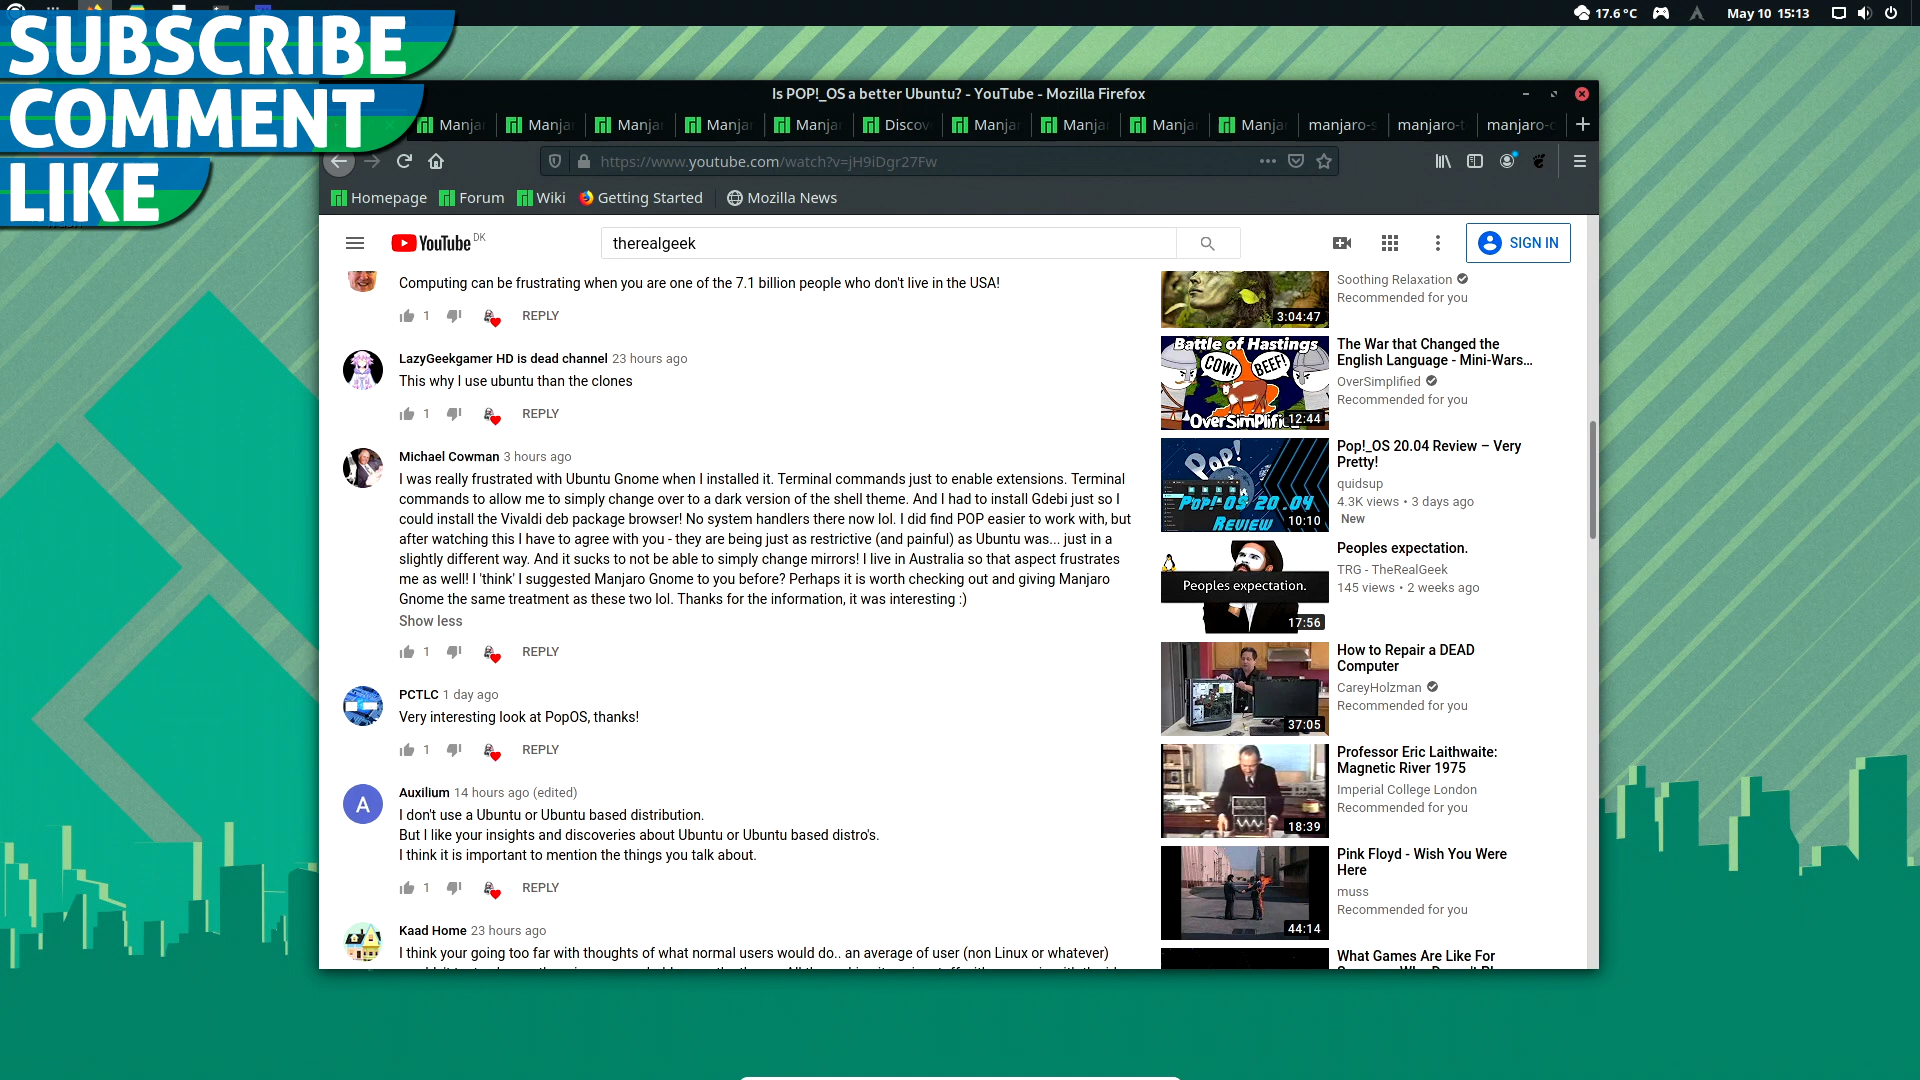 SUBSCRIBE
COMMENT
LIKE
17.6 °C
May 10 15:13
Is POP!_OS a better Ubuntu? - YouTube - Mozilla Firefox
Manja Manja Manja Manja Manja Discov Manja Manja Manja Manja manjaro-s manjaro-t manjaro-
https://www.youtube.com/watch?v=jH9iDgr27Fw
Homepage Forum Wiki Getting Started Mozilla News
YouTube DK
therealgeek
SIGN IN
Computing can be frustrating when you are one of the 7.1 billion people who don't live in the USA!
1 REPLY
LazyGeekgamer HD is dead channel 23 hours ago
This why I use ubuntu than the clones
1 REPLY
Michael Cowman 3 hours ago
I was really frustrated with Ubuntu Gnome when I installed it. Terminal commands just to enable extensions. Terminal
commands to allow me to simply change over to a dark version of the shell theme. And I had to install Gdebi just so I
could install the Vivaldi deb package browser! No system handlers there now lol. I did find POP easier to work with, but
after watching this I have to agree with you - they are being just as restrictive (and painful) as Ubuntu was... just in a
slightly different way. And it sucks to not be able to simply change mirrors! I live in Australia so that aspect frustrates
me as well! I 'think' I suggested Manjaro Gnome to you before? Perhaps it is worth checking out and giving Manjaro
Gnome the same treatment as these two lol. Thanks for the information, it was interesting :)
Show less
1 REPLY
PCTLC 1 day ago
Very interesting look at PopOS, thanks!
1 REPLY
A
Auxilium 14 hours ago (edited)
I don't use a Ubuntu or Ubuntu based distribution.
But I like your insights and discoveries about Ubuntu or Ubuntu based distro's.
I think it is important to mention the things you talk about.
1 REPLY
Kaad Home 23 hours ago
I think your going too far with thoughts of what normal users would do.. an average of user (non Linux or whatever)
3:04:47
Soothing Relaxation
Recommended for you
Battle of Hastings
COW! BEEF!
OverSimplifi
12:44
The War that Changed the
English Language - Mini-Wars...
OverSimplified
Recommended for you
Pop!
Pop!_OS 20.04
REVIEW
10:10
Pop!_OS 20.04 Review – Very
Pretty!
quidsup
4.3K views • 3 days ago
New
Peoples expectation.
17:56
Peoples expectation.
TRG - TheRealGeek
145 views • 2 weeks ago
37:05
How to Repair a DEAD
Computer
CareyHolzman
Recommended for you
18:39
Professor Eric Laithwaite:
Magnetic River 1975
Imperial College London
Recommended for you
44:14
Pink Floyd - Wish You Were
Here
muss
Recommended for you
What Games Are Like For